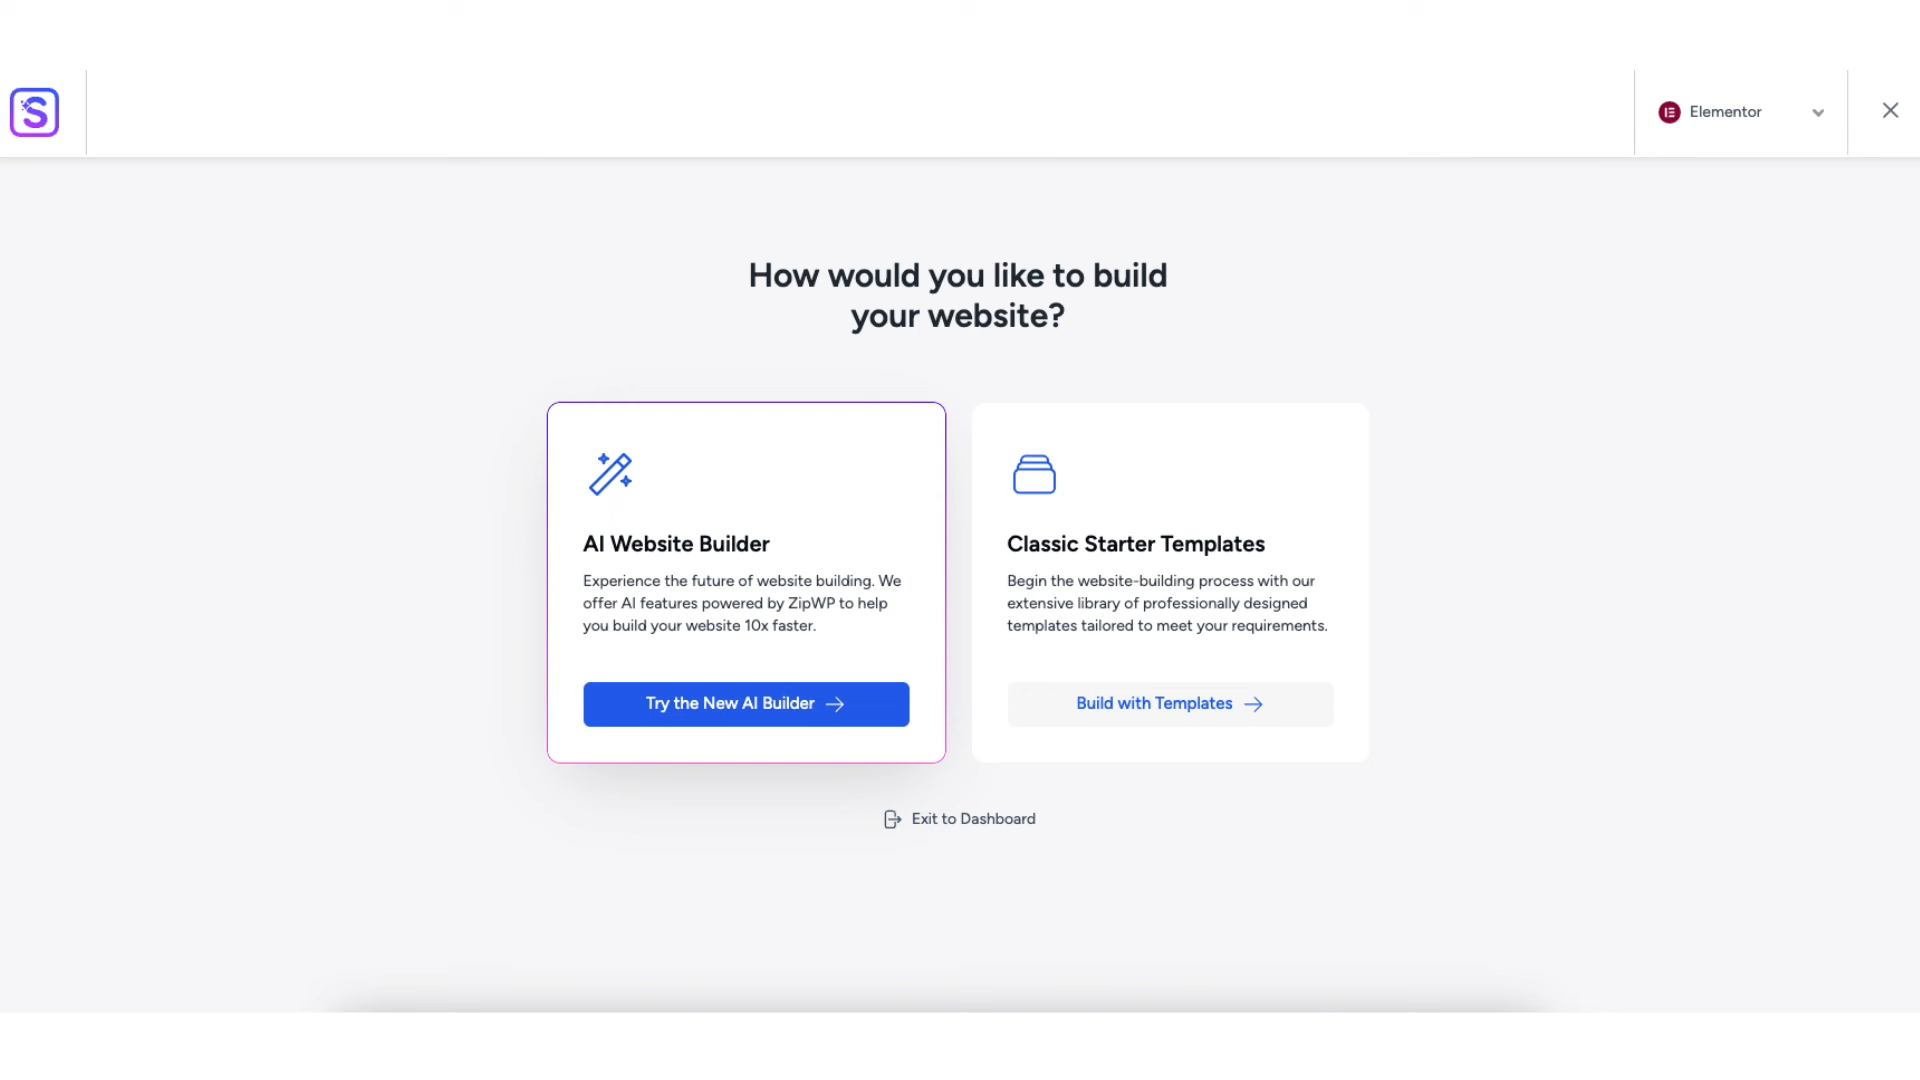 S
Elementor
How would you like to build
your website?
AI Website Builder
Experience the future of website building. We
offer AI features powered by ZipWP to help
you build your website 10x faster.
Try the New AI Builder
Classic Starter Templates
Begin the website-building process with our
extensive library of professionally designed
templates tailored to meet your requirements.
Build with Templates
Exit to Dashboard